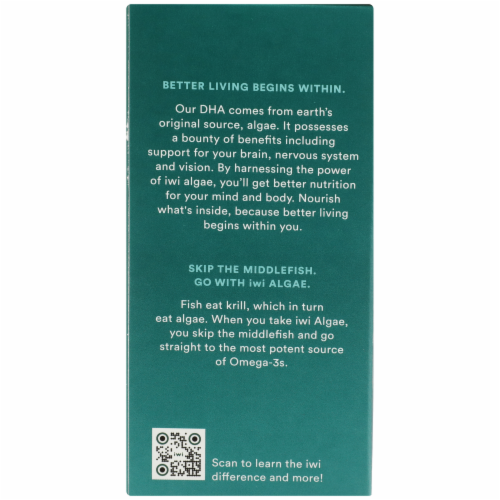 BETTER LIVING BEGINS WITHIN.
Our DHA comes from earth's
original source, algae. It possesses
a bounty of benefits including
support for your brain, nervous system
and vision. By harnessing the power
of iwi algae, you'll get better nutrition
for your mind and body. Nourish
what's inside, because better living
begins within you.
SKIP THE MIDDLEFISH.
GO WITH iwi ALGAE.
Fish eat krill, which in turn
eat algae. When you take iwi Algae,
you skip the middlefish and go
straight to the most potent source
of Omega-3s.
iwi
Scan to learn the iwi
difference and more!